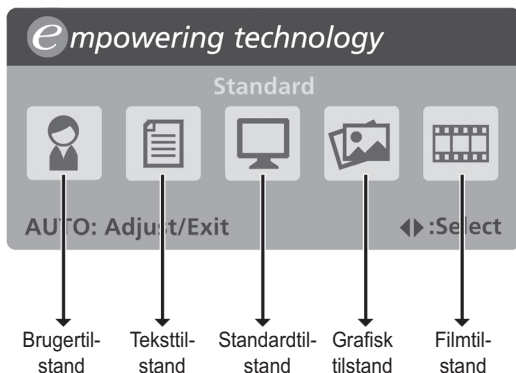 empowering technology
Standard
AUTO: Adjust/Exit
◄►:Select
Brugertil-
stand
Teksttil-
stand
Standardtil-
stand
Grafisk
tilstand
Filmtil-
stand